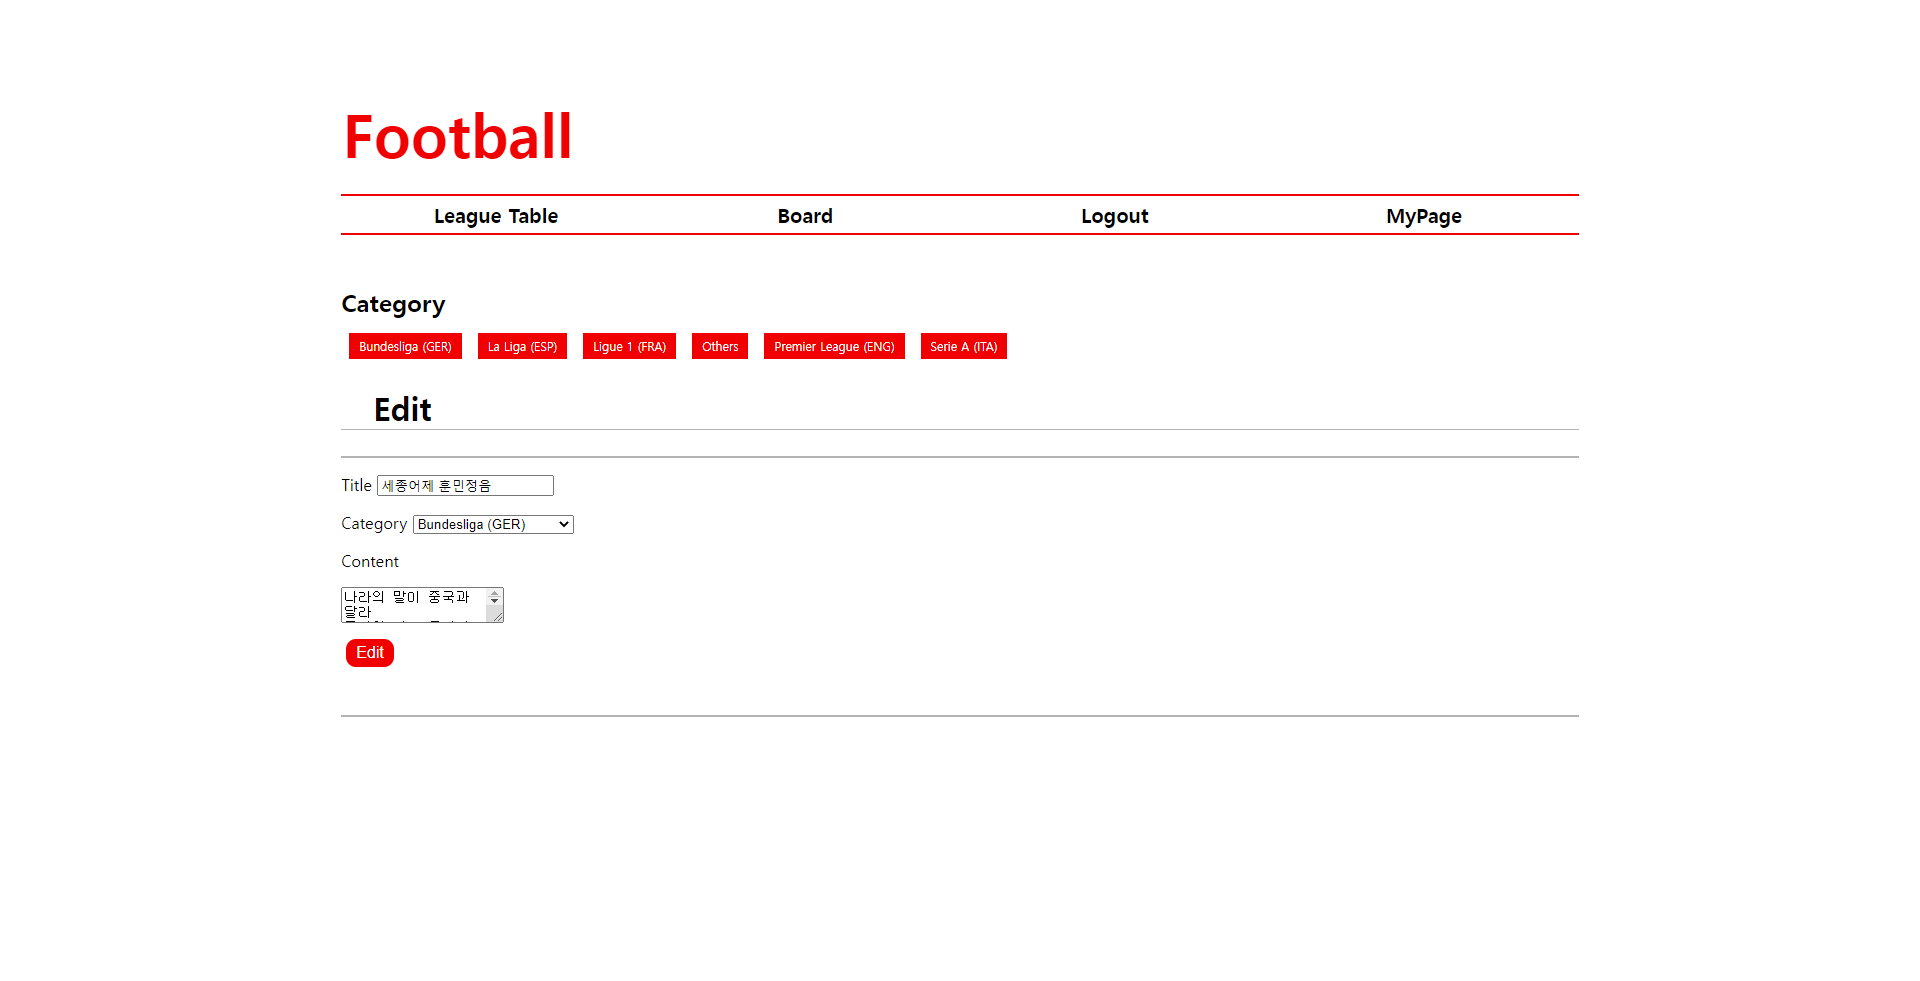 Football
League Table Board Logout MyPage
Category
Bundesliga (GER) La Liga (ESP) Ligue 1 (FRA) Others Premier League (ENG) Serie A (ITA)
Edit
Title 세종어제 훈민정음
Category Bundesliga (GER)
Content
나라의 말이 중국과
달라
Edit